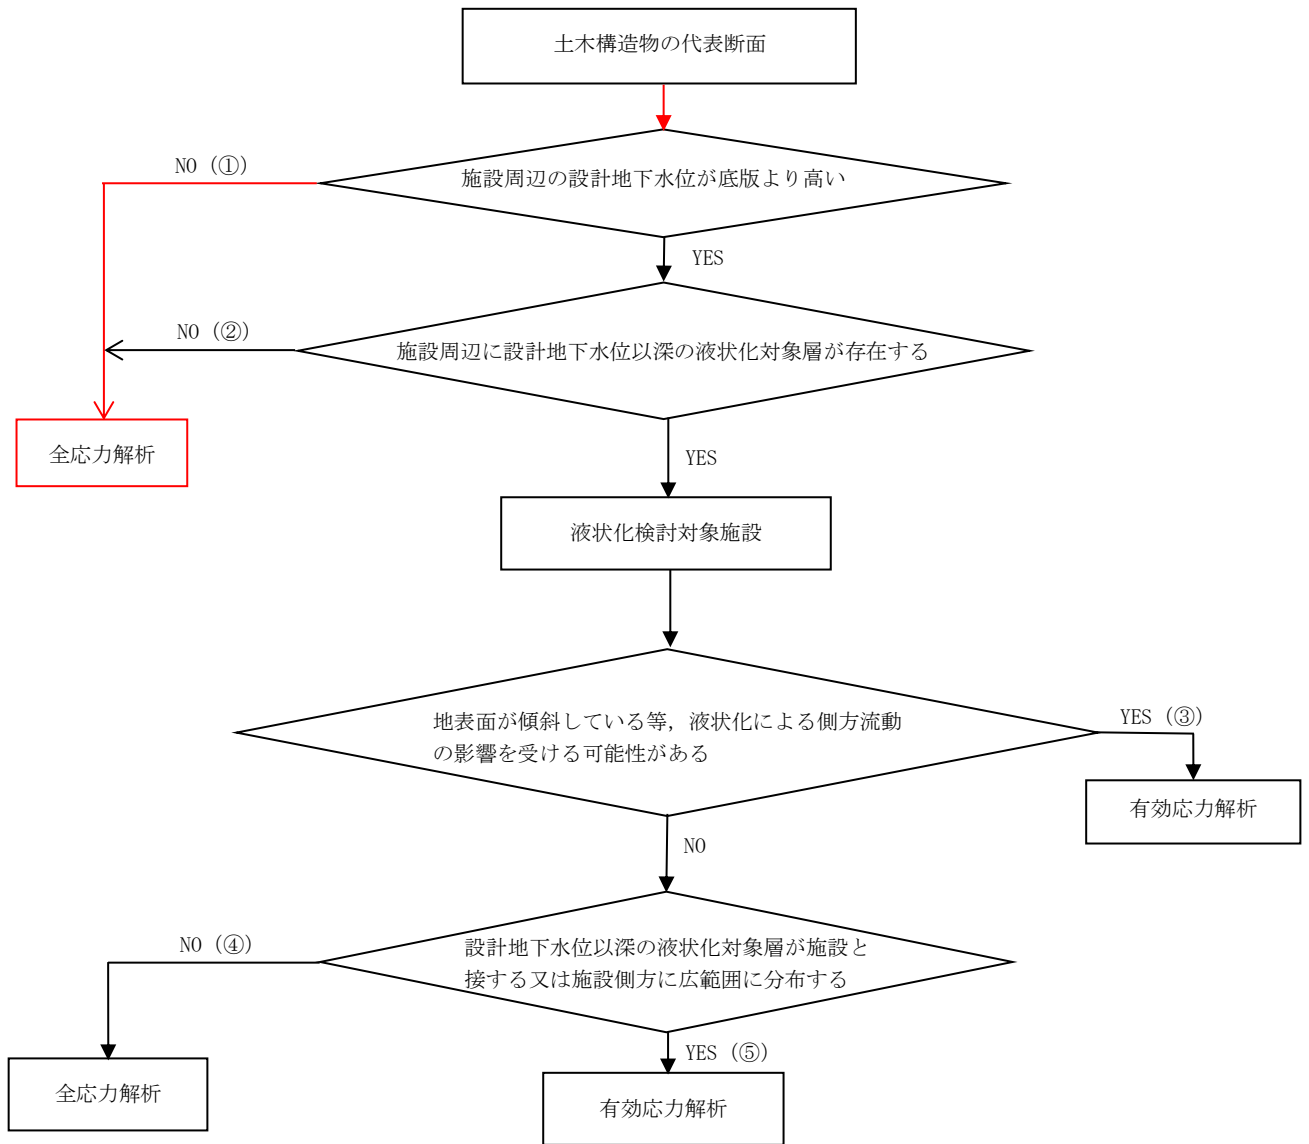 土木構造物の代表断面
NO（①）
施設周辺の設計地下水位が底版より高い
YES
NO（②）
施設周辺に設計地下水位以深の液状化対象層が存在する
全応力解析
YES
液状化検討対象施設
地表面が傾斜している等，液状化による側方流動
の影響を受ける可能性がある
YES（③）
有効応力解析
NO
NO（④）
設計地下水位以深の液状化対象層が施設と
接する又は施設側方に広範囲に分布する
YES（⑤）
全応力解析
有効応力解析